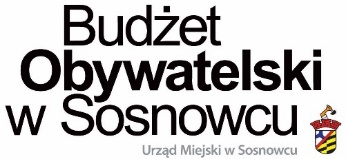 Budżet
Obywatelski
w Sosnowcu
Urząd Miejski w Sosnowcu